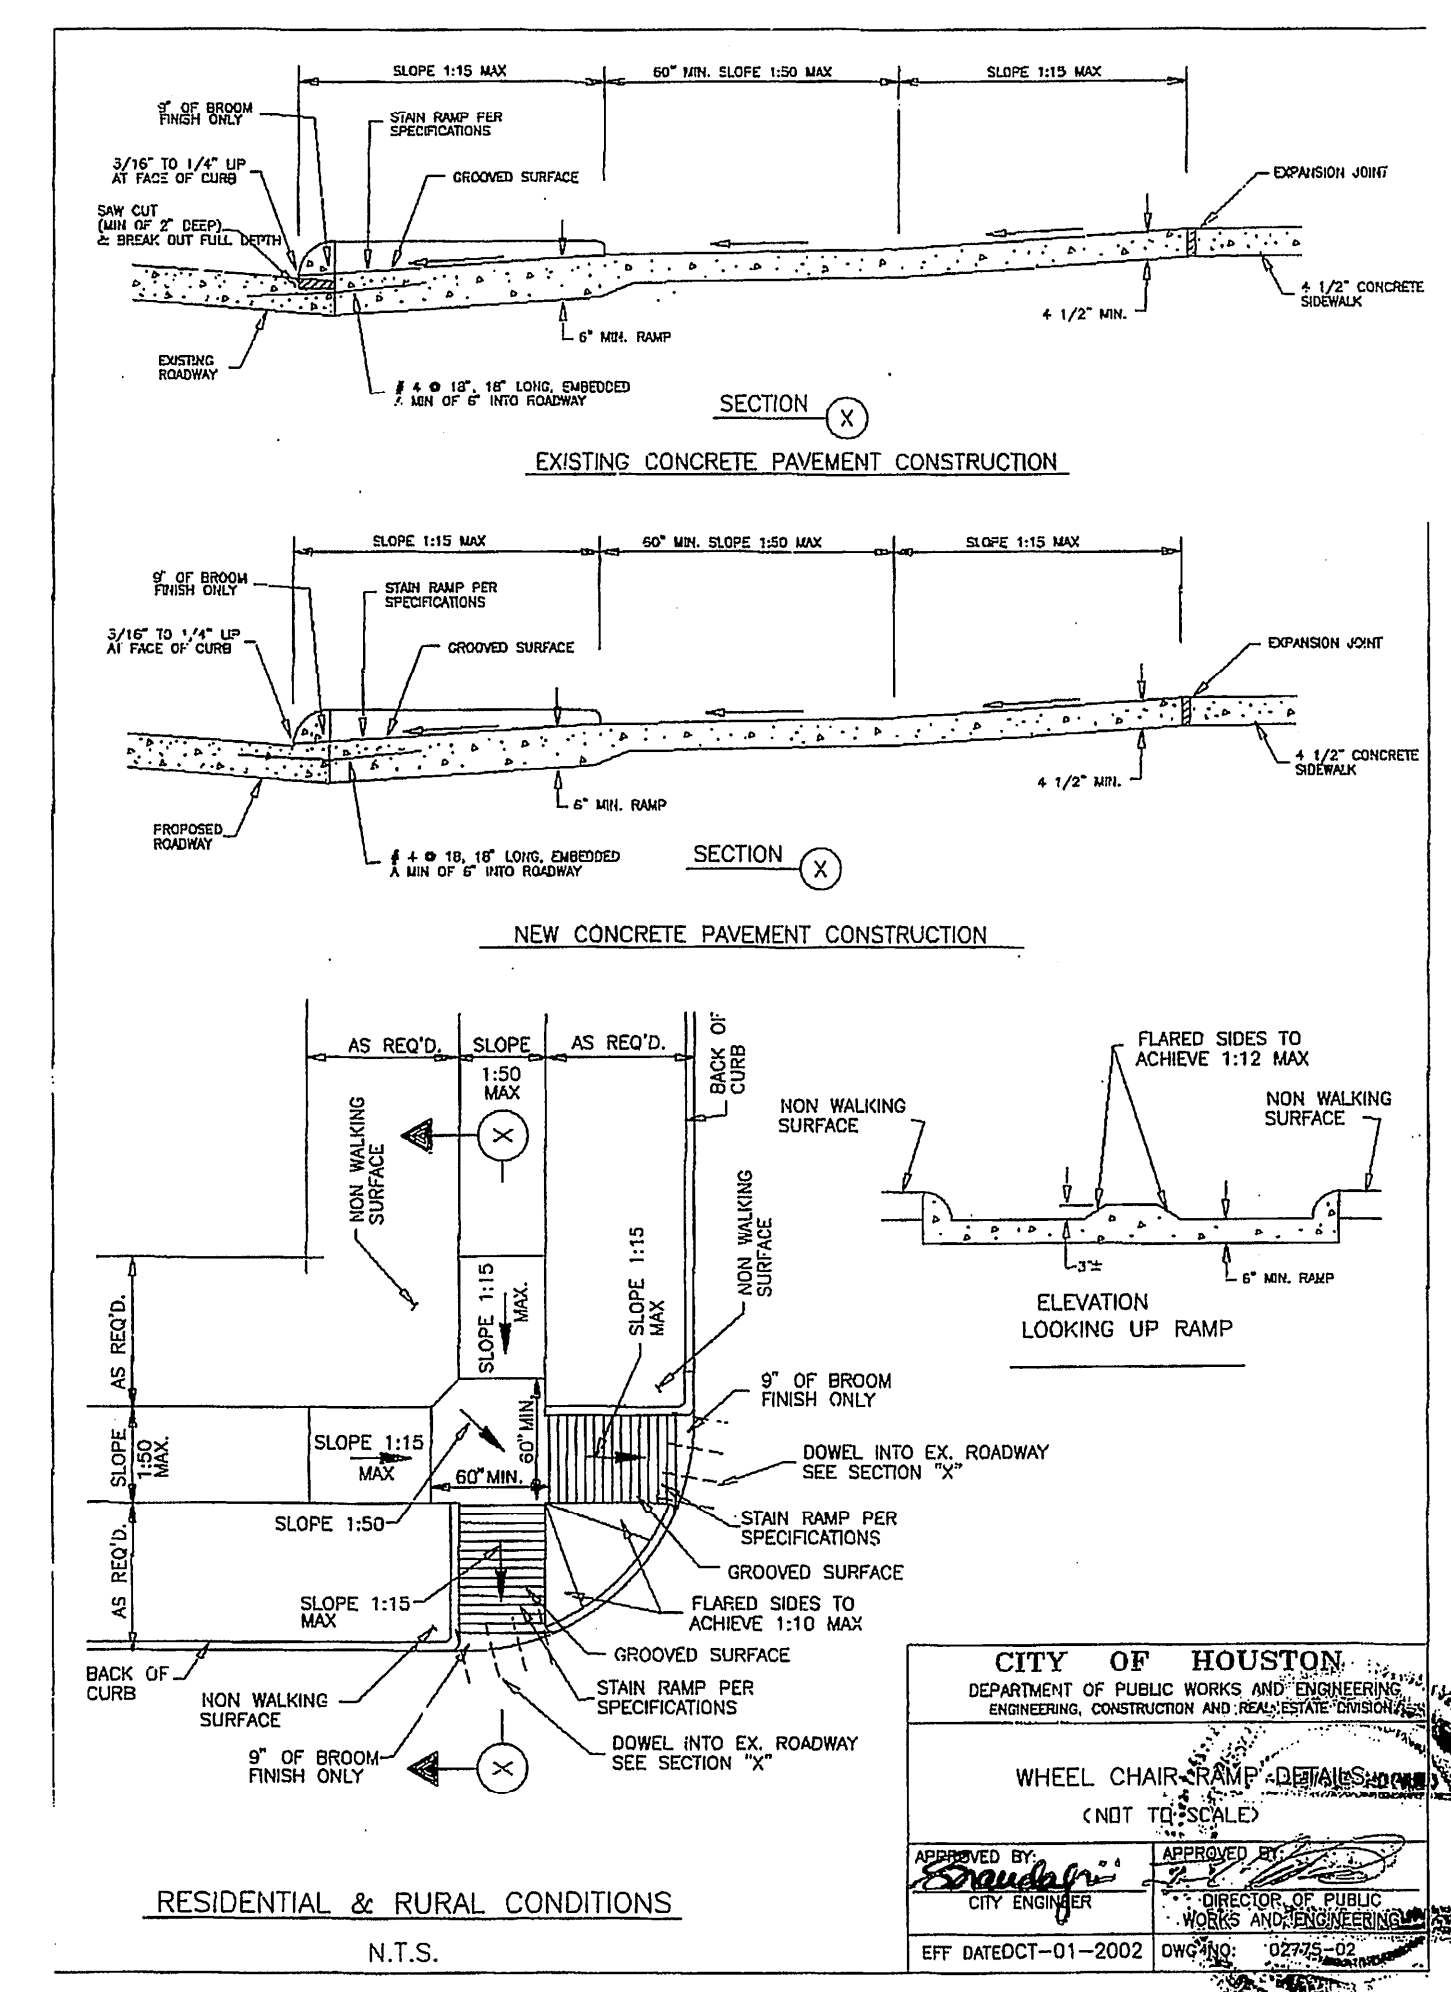 SLOPE 1:15 MAX
60" MIN. SLOPE 1:50 MAX
SLOPE 1:15 MAX
9" OF BROOM
FINISH ONLY
STAIN RAMP PER
SPECIFICATIONS
3/16" TO 1/4" UP
AT FACE OF CURB
GROOVED SURFACE
EXPANSION JOINT
SAW CUT
(MIN OF 2" DEEP)
& BREAK OUT FULL DEPTH
4 1/2" CONCRETE
SIDEWALK
4 1/2" MIN.
6" MIN. RAMP
EXISTING
ROADWAY
# 4 @ 18", 18" LONG, EMBEDDED
A MIN OF 6" INTO ROADWAY
SECTION X
EXISTING CONCRETE PAVEMENT CONSTRUCTION
SLOPE 1:15 MAX
60" MIN. SLOPE 1:50 MAX
SLOPE 1:15 MAX
9" OF BROOM
FINISH ONLY
STAIN RAMP PER
SPECIFICATIONS
3/16" TO 1/4" UP
AT FACE OF CURB
GROOVED SURFACE
EXPANSION JOINT
4 1/2" CONCRETE
SIDEWALK
4 1/2" MIN.
6" MIN. RAMP
PROPOSED
ROADWAY
# 4 @ 18, 18" LONG, EMBEDDED
A MIN OF 6" INTO ROADWAY
SECTION X
NEW CONCRETE PAVEMENT CONSTRUCTION
AS REQ'D.
SLOPE
1:50
MAX
AS REQ'D.
BACK OF
CURB
X
NON WALKING
SURFACE
NON WALKING
SURFACE
SLOPE 1:15
MAX
SLOPE 1:15
MAX.
FLARED SIDES TO
ACHIEVE 1:12 MAX
NON WALKING
SURFACE
NON WALKING
SURFACE
3"±
6" MIN. RAMP
ELEVATION
LOOKING UP RAMP
AS REQ'D.
SLOPE
1:50
MAX.
AS REQ'D.
SLOPE 1:15
MAX
60" MIN.
60" MIN.
SLOPE 1:50
9" OF BROOM
FINISH ONLY
DOWEL INTO EX. ROADWAY
SEE SECTION "X"
STAIN RAMP PER
SPECIFICATIONS
GROOVED SURFACE
SLOPE 1:15
MAX
FLARED SIDES TO
ACHIEVE 1:10 MAX
GROOVED SURFACE
BACK OF
CURB
NON WALKING
SURFACE
STAIN RAMP PER
SPECIFICATIONS
9" OF BROOM
FINISH ONLY
X
DOWEL INTO EX. ROADWAY
SEE SECTION "X"
RESIDENTIAL & RURAL CONDITIONS
N.T.S.
CITY OF HOUSTON
DEPARTMENT OF PUBLIC WORKS AND ENGINEERING
ENGINEERING, CONSTRUCTION AND REAL ESTATE DIVISION
WHEEL CHAIR RAMP DETAILS
(NOT TO SCALE)
APPROVED BY:
CITY ENGINEER
APPROVED BY:
DIRECTOR OF PUBLIC
WORKS AND ENGINEERING
EFF DATE OCT-01-2002
DWG NO: 02775-02